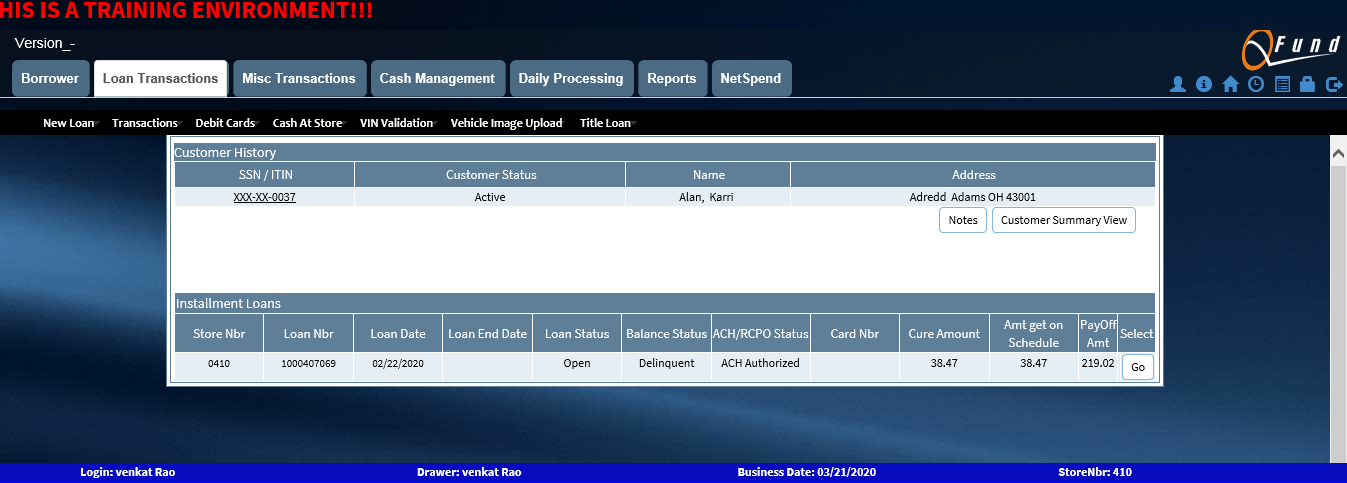 HIS IS A TRAINING ENVIRONMENT!!!
Version_-
QFund
Borrower Loan Transactions Misc Transactions Cash Management Daily Processing Reports NetSpend
New Loan Transactions Debit Cards Cash At Store VIN Validation Vehicle Image Upload Title Loan
Customer History
SSN / ITIN Customer Status Name Address
XXX-XX-0037 Active Alan, Karri Adredd Adams OH 43001
Notes Customer Summary View
Installment Loans
Store Nbr Loan Nbr Loan Date Loan End Date Loan Status Balance Status ACH/RCPO Status Card Nbr Cure Amount Amt get on Schedule PayOff Amt Select
0410 1000407069 02/22/2020 Open Delinquent ACH Authorized 38.47 38.47 219.02 Go
Login: venkat Rao Drawer: venkat Rao Business Date: 03/21/2020 StoreNbr: 410